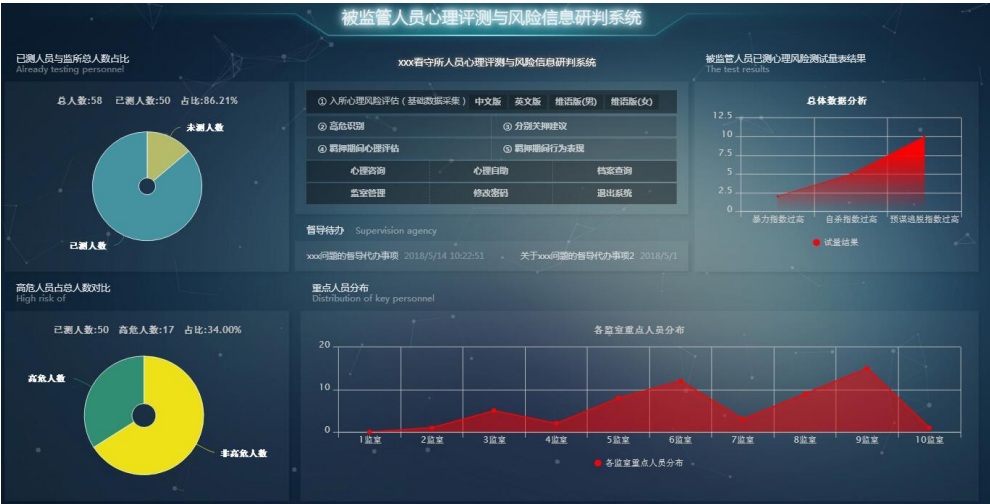 被监管人员心理评测与风险信息研判系统
已测人员与监所总人数占比
Already testing personnel
总人数:58 已测人数:50 占比:86.21%
未测人数
已测人数
xxx看守所人员心理评测与风险信息研判系统
① 入所心理风险评估 ( 基础数据采集 ) 中文版 英文版 维语版(男) 维语版(女)
② 高危识别 ③ 分别关押建议
④ 羁押期间心理评估 ⑤ 羁押期间行为表现
心理咨询 心理自助 档案查询
监室管理 修改密码 退出系统
督导待办 Supervision agency
xxx问题的督导代办事项 2018/5/14 10:22:51 关于xxx问题的督导代办事项2 2018/5/1
被监管人员已测心理风险测试量表结果
The test results
总体数据分析
12.5
10
7.5
5
2.5
0
暴力指数过高 自杀指数过高 预谋逃脱指数过高
试量结果
高危人员占总人数对比
High risk of
已测人数:50 高危人数:17 占比:34.00%
高危人数
非高危人数
重点人员分布
Distribution of key personnel
各监室重点人员分布
20
10
0
1监室 2监室 3监室 4监室 5监室 6监室 7监室 8监室 9监室 10监室
各监室重点人员分布